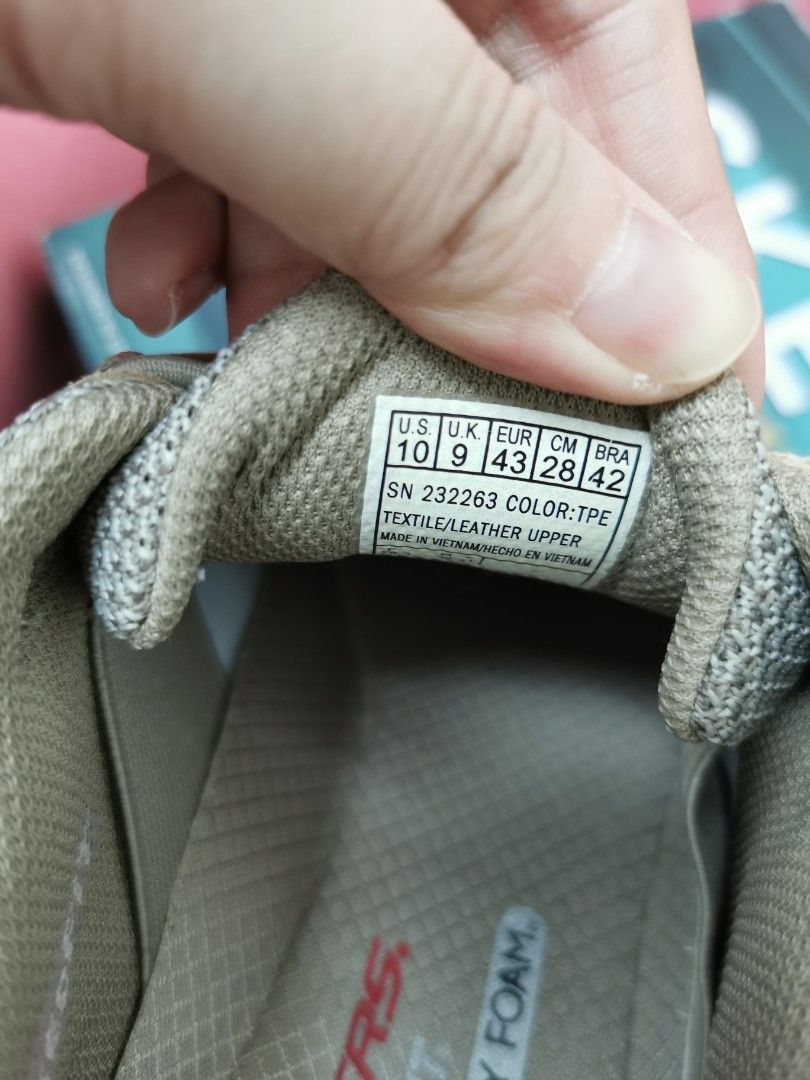 U.S. U.K. EUR CM BRA
10 9 43 28 42
SN 232263 COLOR:TPE
TEXTILE/LEATHER UPPER
MADE IN VIETNAM/HECHO EN VIETNAM
ERS.
Y FOAM